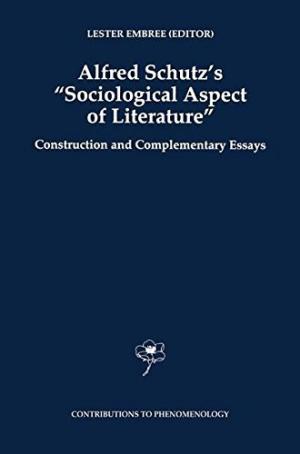 LESTER EMBREE (EDITOR)
Alfred Schutz's
"Sociological Aspect
of Literature"
Construction and Complementary Essays
CONTRIBUTIONS TO PHENOMENOLOGY